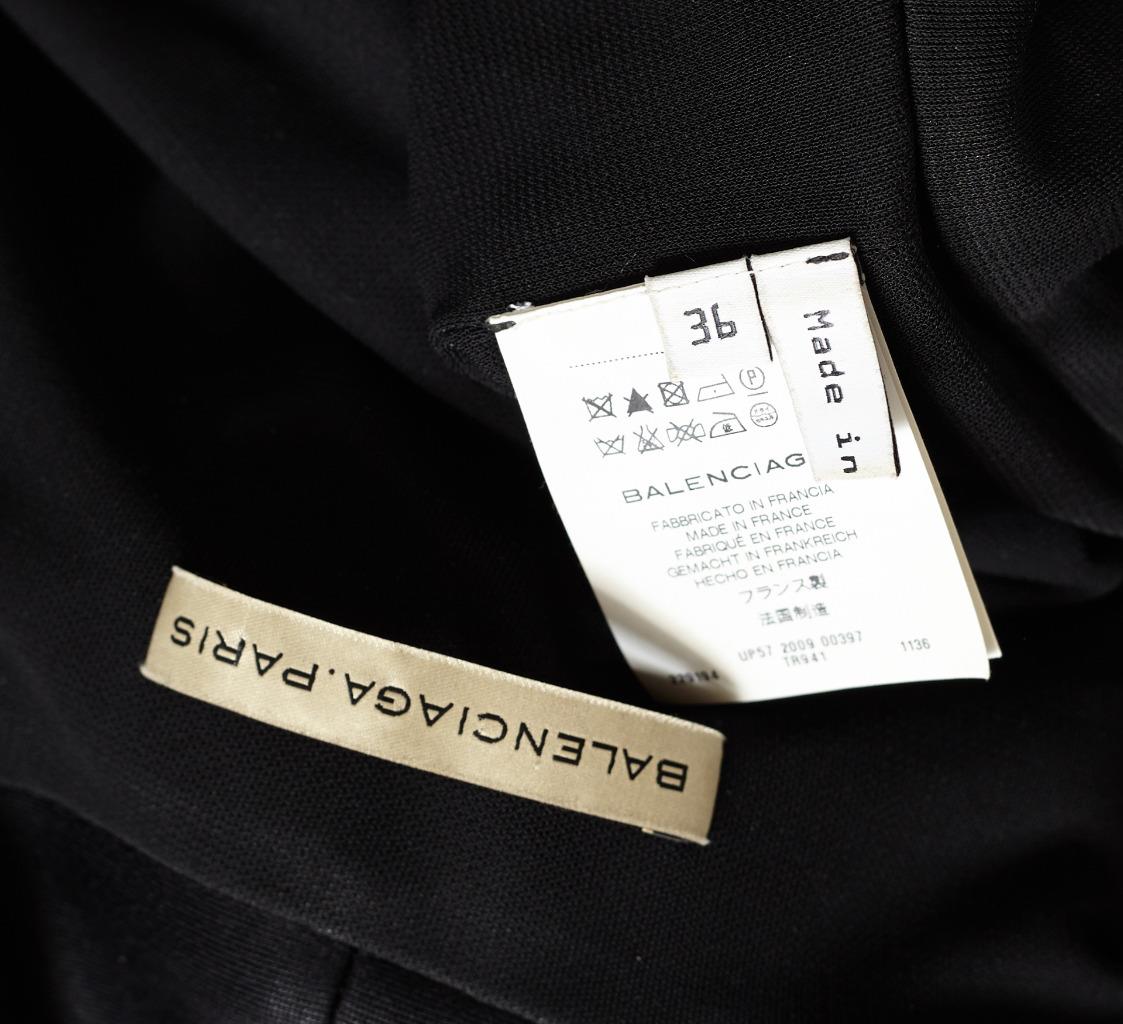 36
Made in
BALENCIAG
FABBRICATO IN FRANCIA
MADE IN FRANCE
FABRIQUÉ EN FRANCE
GEMACHT IN FRANKREICH
HECHO EN FRANCIA
フランス製
法国制造
UP57 2009 00397 1136
TR941
BALENCIAGA.PARIS